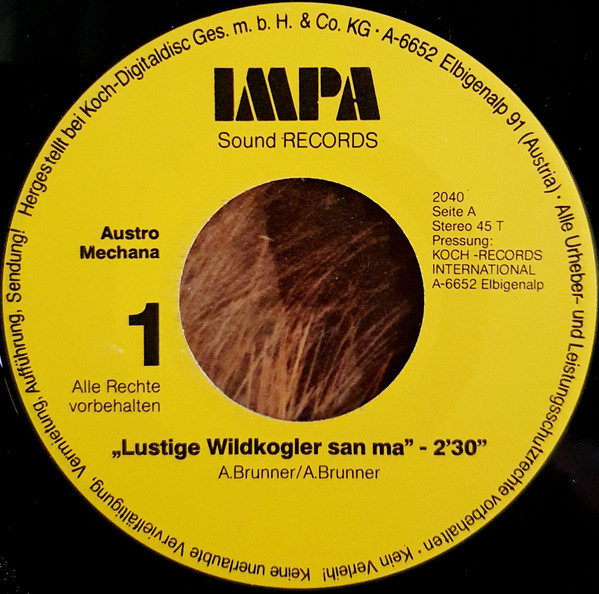 Hergestellt bei Koch-Digitaldisc Ges. m. b. H. & Co. KG · A-6652 Elbigenalp 91 (Austria) · Alle Urheber- und Leistungsschutzrechte vorbehalten · Kein Verleih! Keine unerlaubte Vervielfältigung, Vermietung, Aufführung, Sendung!
IMPA
Sound RECORDS
Austro
Mechana
1
Alle Rechte
vorbehalten
2040
Seite A
Stereo 45 T
Pressung:
KOCH -RECORDS
INTERNATIONAL
A-6652 Elbigenalp
„Lustige Wildkogler san ma” - 2'30”
A.Brunner/A.Brunner